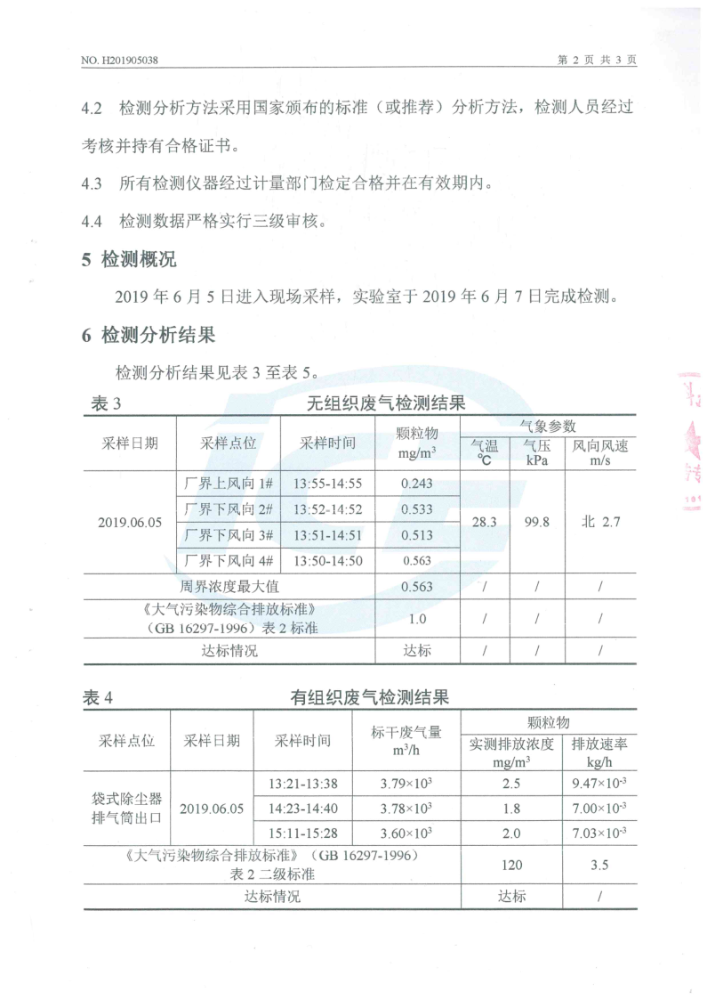 NO. H201905038 第 2 页 共 3 页
4.2 检测分析方法采用国家颁布的标准（或推荐）分析方法，检测人员经过
考核并持有合格证书。
4.3 所有检测仪器经过计量部门检定合格并在有效期内。
4.4 检测数据严格实行三级审核。
5 检测概况
2019 年 6 月 5 日进入现场采样，实验室于 2019 年 6 月 7 日完成检测。
6 检测分析结果
检测分析结果见表 3 至表 5。
表 3 无组织废气检测结果
采样日期 采样点位 采样时间 颗粒物 mg/m³ 气象参数
气温 ℃ 气压 kPa 风向风速 m/s
2019.06.05 厂界上风向 1# 13:55-14:55 0.243 28.3 99.8 北 2.7
厂界下风向 2# 13:52-14:52 0.533
厂界下风向 3# 13:51-14:51 0.513
厂界下风向 4# 13:50-14:50 0.563
周界浓度最大值 0.563 / / /
《大气污染物综合排放标准》
（GB 16297-1996）表 2 标准 1.0 / / /
达标情况 达标 / / /
表 4 有组织废气检测结果
采样点位 采样日期 采样时间 标干废气量 m³/h 颗粒物
实测排放浓度 mg/m³ 排放速率 kg/h
袋式除尘器
排气筒出口 2019.06.05 13:21-13:38 3.79×10³ 2.5 9.47×10⁻³
14:23-14:40 3.78×10³ 1.8 7.00×10⁻³
15:11-15:28 3.60×10³ 2.0 7.03×10⁻³
《大气污染物综合排放标准》（GB 16297-1996）
表 2 二级标准 120 3.5
达标情况 达标 /